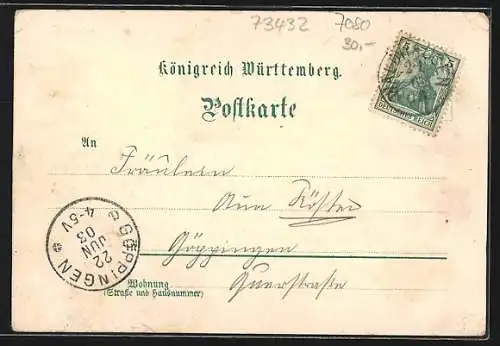 73432 7080
30,-
Königreich Württemberg.
Postkarte
DEUTSCHES REICH
An
Fräulein
Göppingen
Querstraße
Wohnung
(Straße und Hausnummer)
GÖPPINGEN
22
JUN
03
4-5V